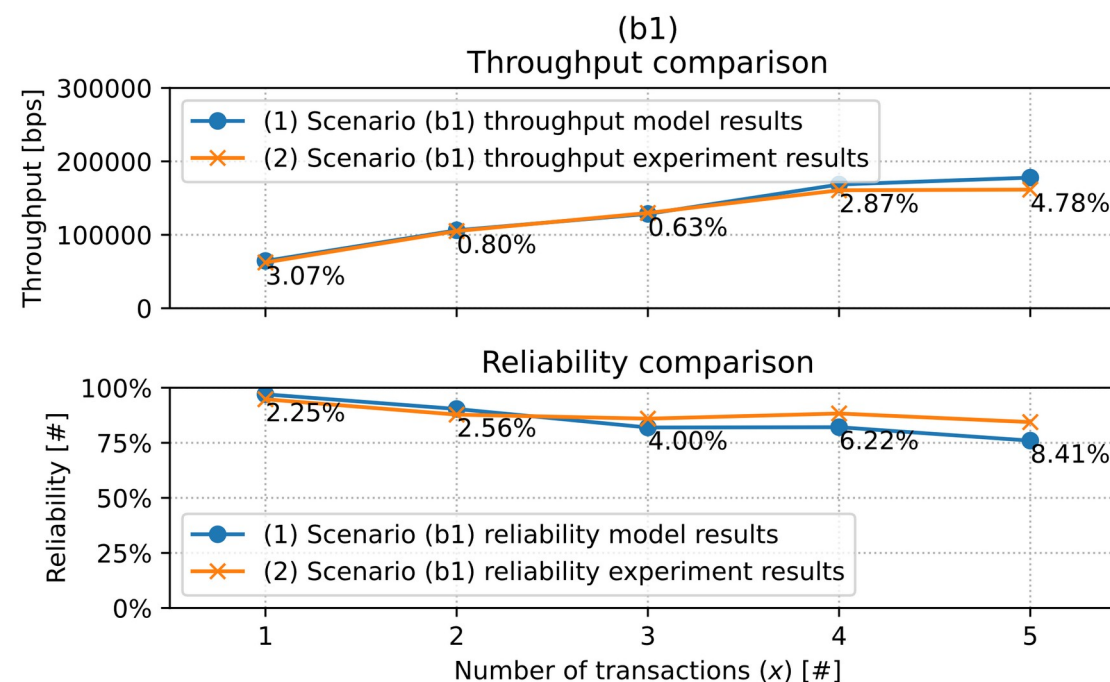 (b1)
Throughput comparison
Throughput [bps]
300000
200000
100000
0
(1) Scenario (b1) throughput model results
(2) Scenario (b1) throughput experiment results
3.07%
0.80%
0.63%
2.87%
4.78%
Reliability comparison
Reliability [#]
100%
75%
50%
25%
0%
2.25%
2.56%
4.00%
6.22%
8.41%
(1) Scenario (b1) reliability model results
(2) Scenario (b1) reliability experiment results
1 2 3 4 5
Number of transactions (x) [#]